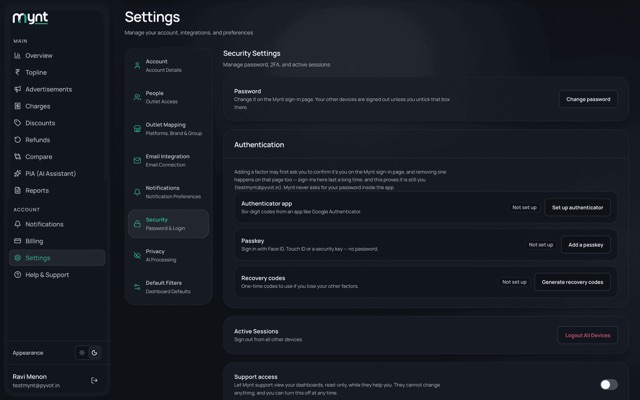 mynt
MAIN
Overview
Topline
Advertisements
Charges
Discounts
Refunds
Compare
PIA (AI Assistant)
Reports
ACCOUNT
Notifications
Billing
Settings
Help & Support
Appearance
Ravi Menon
testmynt@pyvot.in
Settings
Manage your account, integrations, and preferences
Account
Account Details
People
Outlet Access
Outlet Mapping
Platforms, Brand & Group
Email Integration
Email Connection
Notifications
Notification Preferences
Security
Password & Login
Privacy
AI Processing
Default Filters
Dashboard Defaults
Security Settings
Manage password, 2FA, and active sessions
Password
Change it on the Mynt sign-in page. Your other devices are signed out unless you untick that box
there.
Change password
Authentication
Adding a factor may first ask you to confirm it's you on the Mynt sign-in page, and removing one
happens on that page too — sign-ins here last a long time, and this proves it is still you
(testmynt@pyvot.in). Mynt never asks for your password inside the app.
Authenticator app
Six-digit codes from an app like Google Authenticator.
Not set up
Set up authenticator
Passkey
Sign in with Face ID, Touch ID or a security key — no password.
Not set up
Add a passkey
Recovery codes
One-time codes to use if you lose your other factors.
Not set up
Generate recovery codes
Active Sessions
Sign out from all other devices
Logout All Devices
Support access
Let Mynt support view your dashboards, read-only, while they help you. They cannot change
anything, and you can turn this off at any time.